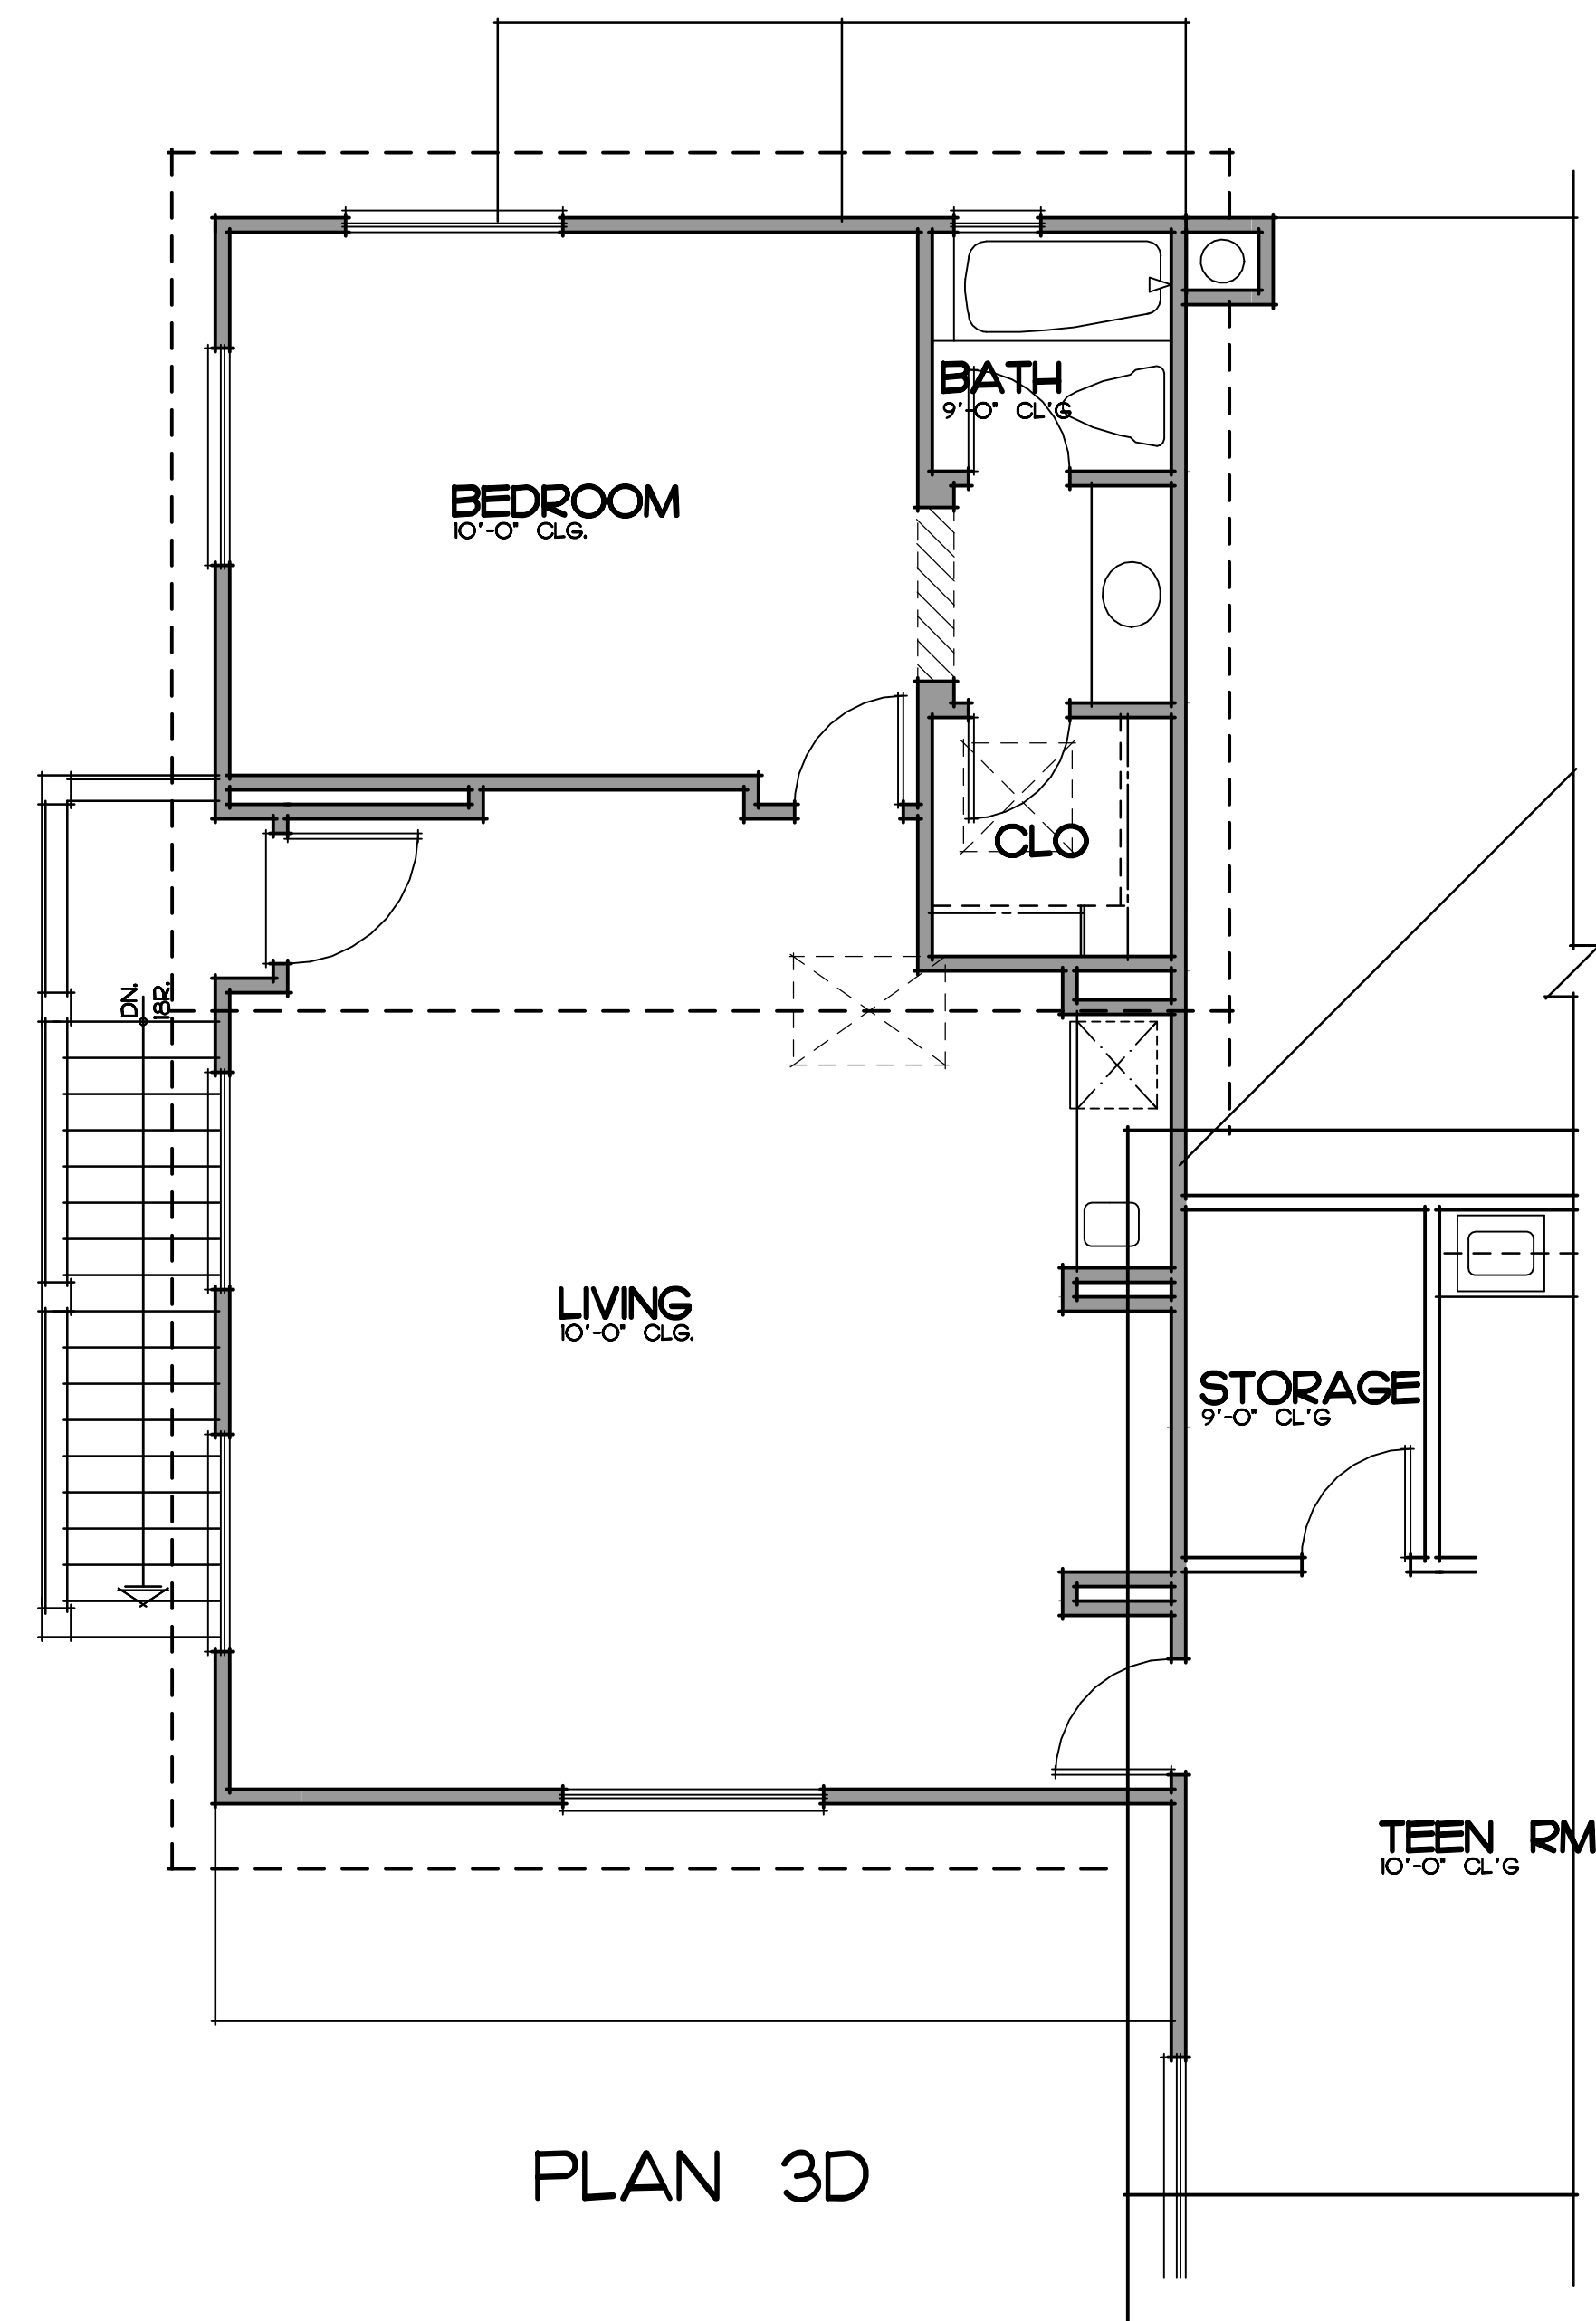 BATH
9'-0" CL'G
BEDROOM
10'-0" CLG.
CLO
DN.
18R.
LIVING
10'-0" CLG.
STORAGE
9'-0" CL'G
TEEN RM
10'-0" CL'G
PLAN 3D